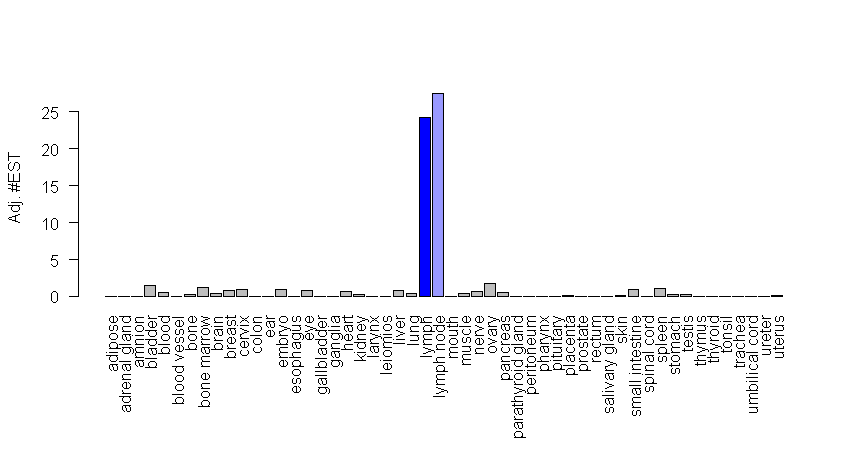 Adj. #EST
25
20
15
10
5
0
adipose
adrenal gland
amnion
bladder
blood
blood vessel
bone
bone marrow
brain
breast
cervix
colon
ear
embryo
esophagus
eye
gallbladder
ganglia
heart
kidney
larynx
leiomios
liver
lung
lymph
lymph node
mouth
muscle
nerve
ovary
pancreas
parathyroid gland
peritoneum
pharynx
pituitary
placenta
prostate
rectum
salivary gland
skin
small intestine
spinal cord
spleen
stomach
testis
thymus
thyroid
tonsil
trachea
umbilical cord
ureter
uterus